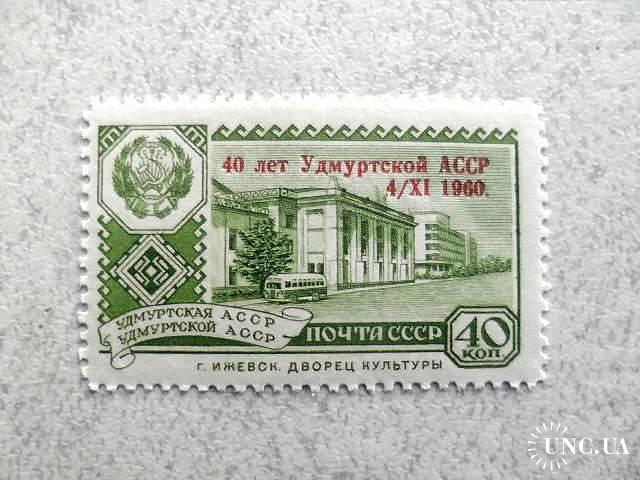 40 лет Удмуртской АССР
4/XI 1960.
УДМУРТСКАЯ АССР
УДМУРТСКОЙ АССР
ПОЧТА СССР
40
КОП
г. ИЖЕВСК. ДВОРЕЦ КУЛЬТУРЫ
UNC.UA